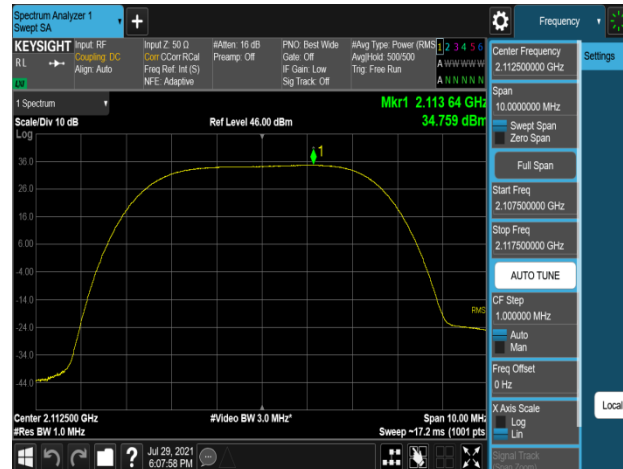 Spectrum Analyzer 1
Swept SA
+
Frequency
KEYSIGHT
Input: RF
Coupling: DC
Align: Auto
Input Z: 50 Ω
Corr CCorr RCal
Freq Ref: Int (S)
NFE: Adaptive
#Atten: 16 dB
Preamp: Off
PNO: Best Wide
Gate: Off
IF Gain: Low
Sig Track: Off
#Avg Type: Power (RMS
Avg|Hold: 500/500
Trig: Free Run
1 2 3 4 5 6
A W W W W W
A N N N N N
RL
LXI
1 Spectrum
Mkr1 2.113 64 GHz
Scale/Div 10 dB
Ref Level 46.00 dBm
34.759 dBm
Log
1
36.0
26.0
16.0
6.00
-4.00
-14.0
-24.0
-34.0
-44.0
RMS
Center 2.112500 GHz
#Video BW 3.0 MHz*
Span 10.00 MHz
#Res BW 1.0 MHz
Sweep ~17.2 ms (1001 pts)
Center Frequency
2.112500000 GHz
Settings
Span
10.0000000 MHz
Swept Span
Zero Span
Full Span
Start Freq
2.107500000 GHz
Stop Freq
2.117500000 GHz
AUTO TUNE
CF Step
1.000000 MHz
Auto
Man
Freq Offset
0 Hz
X Axis Scale
Log
Lin
Local
Signal Track
(Span Zoom)
?
Jul 29, 2021
6:07:58 PM